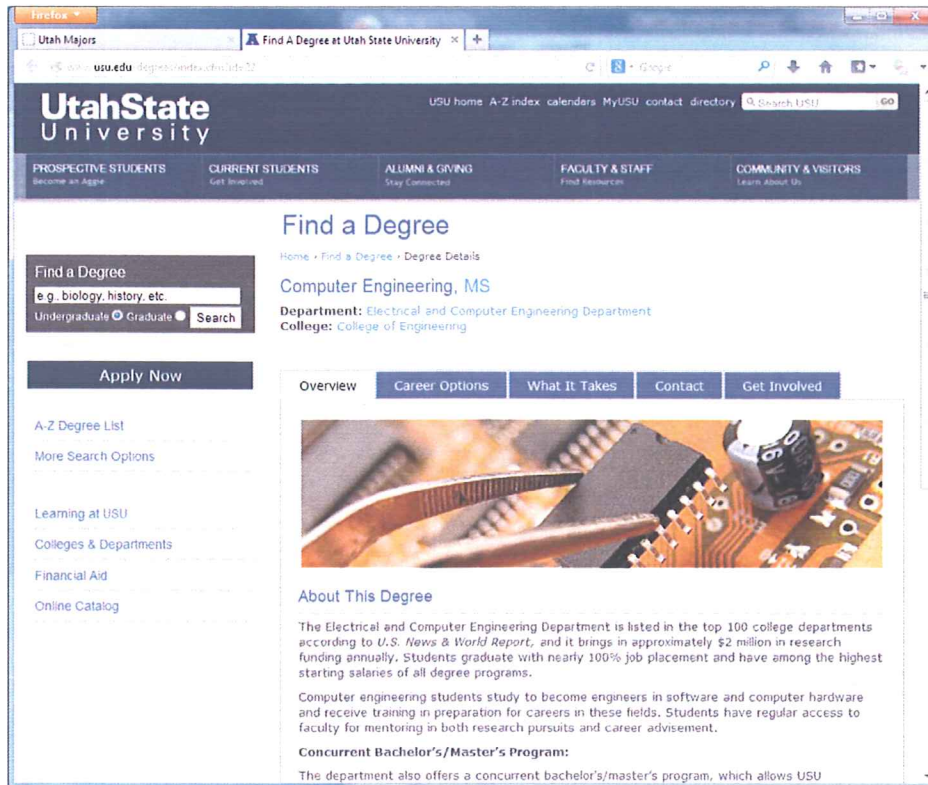 Firefox
Utah Majors
Find A Degree at Utah State University
usu.edu
Google
UtahState
University
USU home A-Z index calendars MyUSU contact directory
Search USU
GO
PROSPECTIVE STUDENTS
Become an Aggie
CURRENT STUDENTS
Get Involved
ALUMNI & GIVING
Stay Connected
FACULTY & STAFF
Find Resources
COMMUNITY & VISITORS
Learn About Us
Find a Degree
e.g., biology, history, etc.
Undergraduate Graduate Search
Apply Now
A-Z Degree List
More Search Options
Learning at USU
Colleges & Departments
Financial Aid
Online Catalog
Find a Degree
Home › Find a Degree › Degree Details
Computer Engineering, MS
Department: Electrical and Computer Engineering Department
College: College of Engineering
Overview
Career Options
What It Takes
Contact
Get Involved
About This Degree
The Electrical and Computer Engineering Department is listed in the top 100 college departments
according to U.S. News & World Report, and it brings in approximately $2 million in research
funding annually. Students graduate with nearly 100% job placement and have among the highest
starting salaries of all degree programs.
Computer engineering students study to become engineers in software and computer hardware
and receive training in preparation for careers in these fields. Students have regular access to
faculty for mentoring in both research pursuits and career advisement.
Concurrent Bachelor's/Master's Program:
The department also offers a concurrent bachelor's/master's program, which allows USU